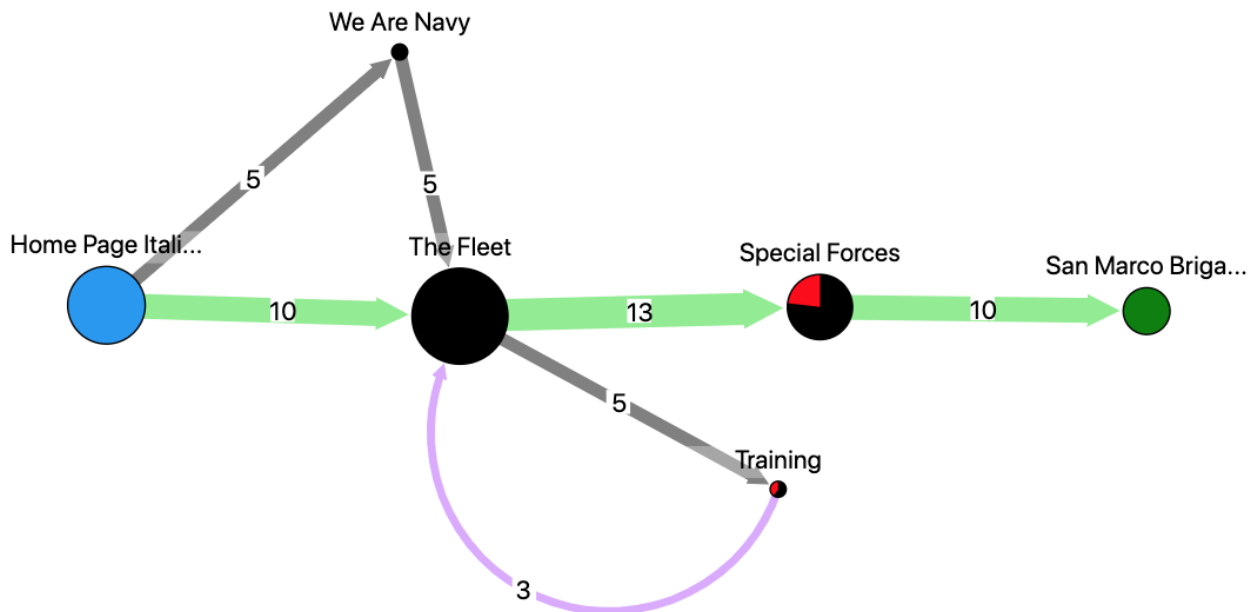 We Are Navy
5
5
Home Page Itali...
The Fleet
Special Forces
San Marco Briga...
10
13
10
5
Training
3